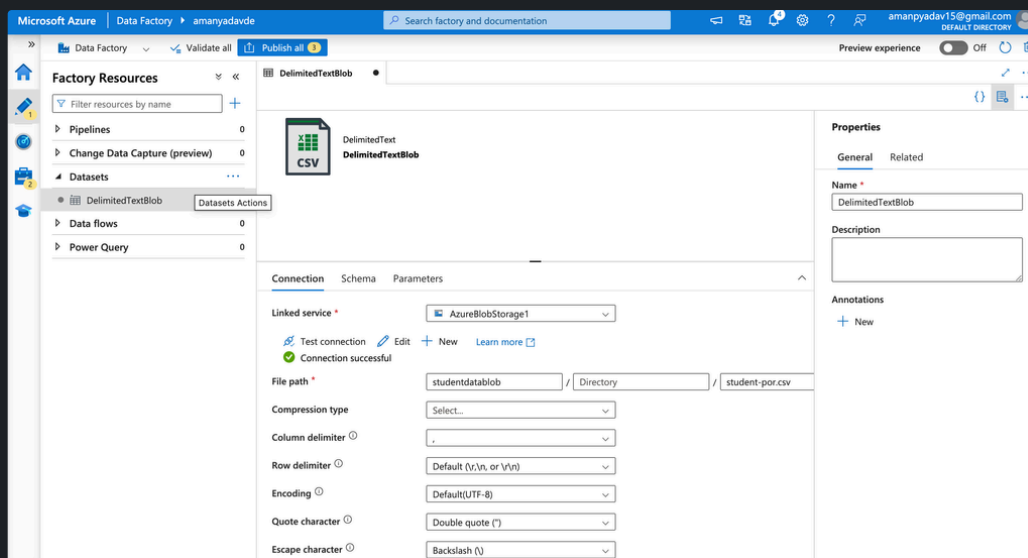 Microsoft Azure Data Factory amanyadavde Search factory and documentation 4 ? amanpyadav15@gmail.com
DEFAULT DIRECTORY
» Data Factory Validate all Publish all 3 Preview experience Off
Factory Resources
«
Filter resources by name
+
Pipelines 0
Change Data Capture (preview) 0
Datasets ...
DelimitedTextBlob
Datasets Actions
Data flows 0
Power Query 0
1
2
DelimitedTextBlob
{}
CSV
DelimitedText
DelimitedTextBlob
Connection Schema Parameters
Linked service * AzureBlobStorage1
Test connection Edit + New Learn more
Connection successful
File path * studentdatablob / Directory / student-por.csv
Compression type Select...
Column delimiter ,
Row delimiter Default (\r,\n, or \r\n)
Encoding Default(UTF-8)
Quote character Double quote (")
Escape character Backslash (\)
Properties
General Related
Name *
DelimitedTextBlob
Description
Annotations
+ New